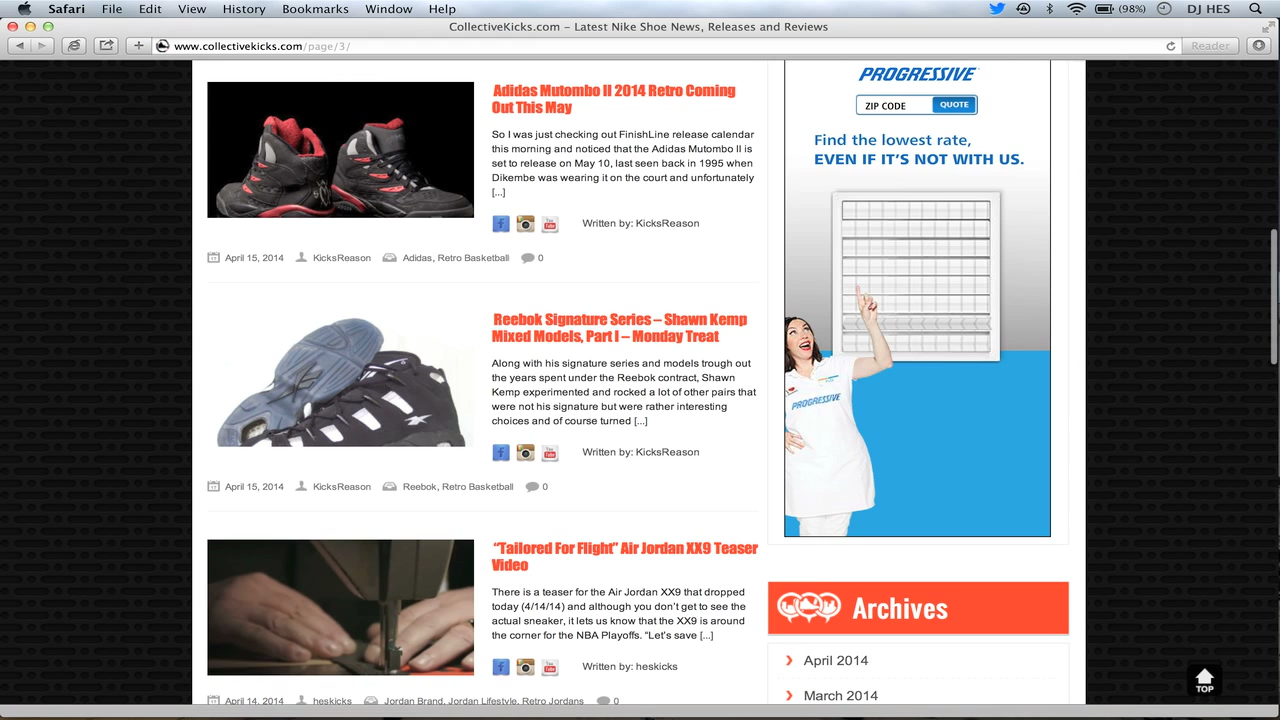 Safari File Edit View History Bookmarks Window Help (98%) DJ HES
CollectiveKicks.com – Latest Nike Shoe News, Releases and Reviews
www.collectivekicks.com/page/3/ Reader
Adidas Mutombo II 2014 Retro Coming
Out This May
So I was just checking out FinishLine release calendar
this morning and noticed that the Adidas Mutombo II is
set to release on May 10, last seen back in 1995 when
Dikembe was wearing it on the court and unfortunately
[...]
Written by: KicksReason
April 15, 2014 KicksReason Adidas, Retro Basketball 0
Reebok Signature Series – Shawn Kemp
Mixed Models, Part I – Monday Treat
Along with his signature series and models trough out
the years spent under the Reebok contract, Shawn
Kemp experimented and rocked a lot of other pairs that
were not his signature but were rather interesting
choices and of course turned [...]
Written by: KicksReason
April 15, 2014 KicksReason Reebok, Retro Basketball 0
“Tailored For Flight” Air Jordan XX9 Teaser
Video
There is a teaser for the Air Jordan XX9 that dropped
today (4/14/14) and although you don’t get to see the
actual sneaker, it lets us know that the XX9 is around
the corner for the NBA Playoffs. “Let’s save [...]
Written by: heskicks
April 14, 2014 heskicks Jordan Brand, Jordan Lifestyle, Retro Jordans 0
PROGRESSIVE
ZIP CODE QUOTE
Find the lowest rate,
EVEN IF IT’S NOT WITH US.
PROGRESSIVE
Archives
April 2014
March 2014
TOP